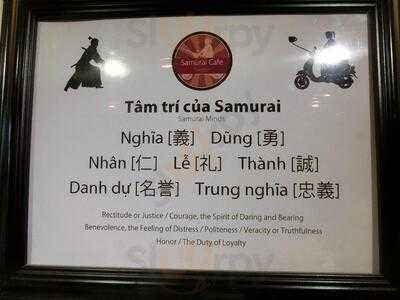 Samurai Cafe
Tâm trí của Samurai
Samurai Minds
Nghĩa [義] Dũng [勇]
Nhân [仁] Lễ [礼] Thành [誠]
Danh dự [名誉] Trung nghĩa [忠義]
Rectitude or Justice / Courage, the Spirit of Daring and Bearing
Benevolence, the Feeling of Distress / Politeness / Veracity or Truthfulness
Honor / The Duty of Loyalty